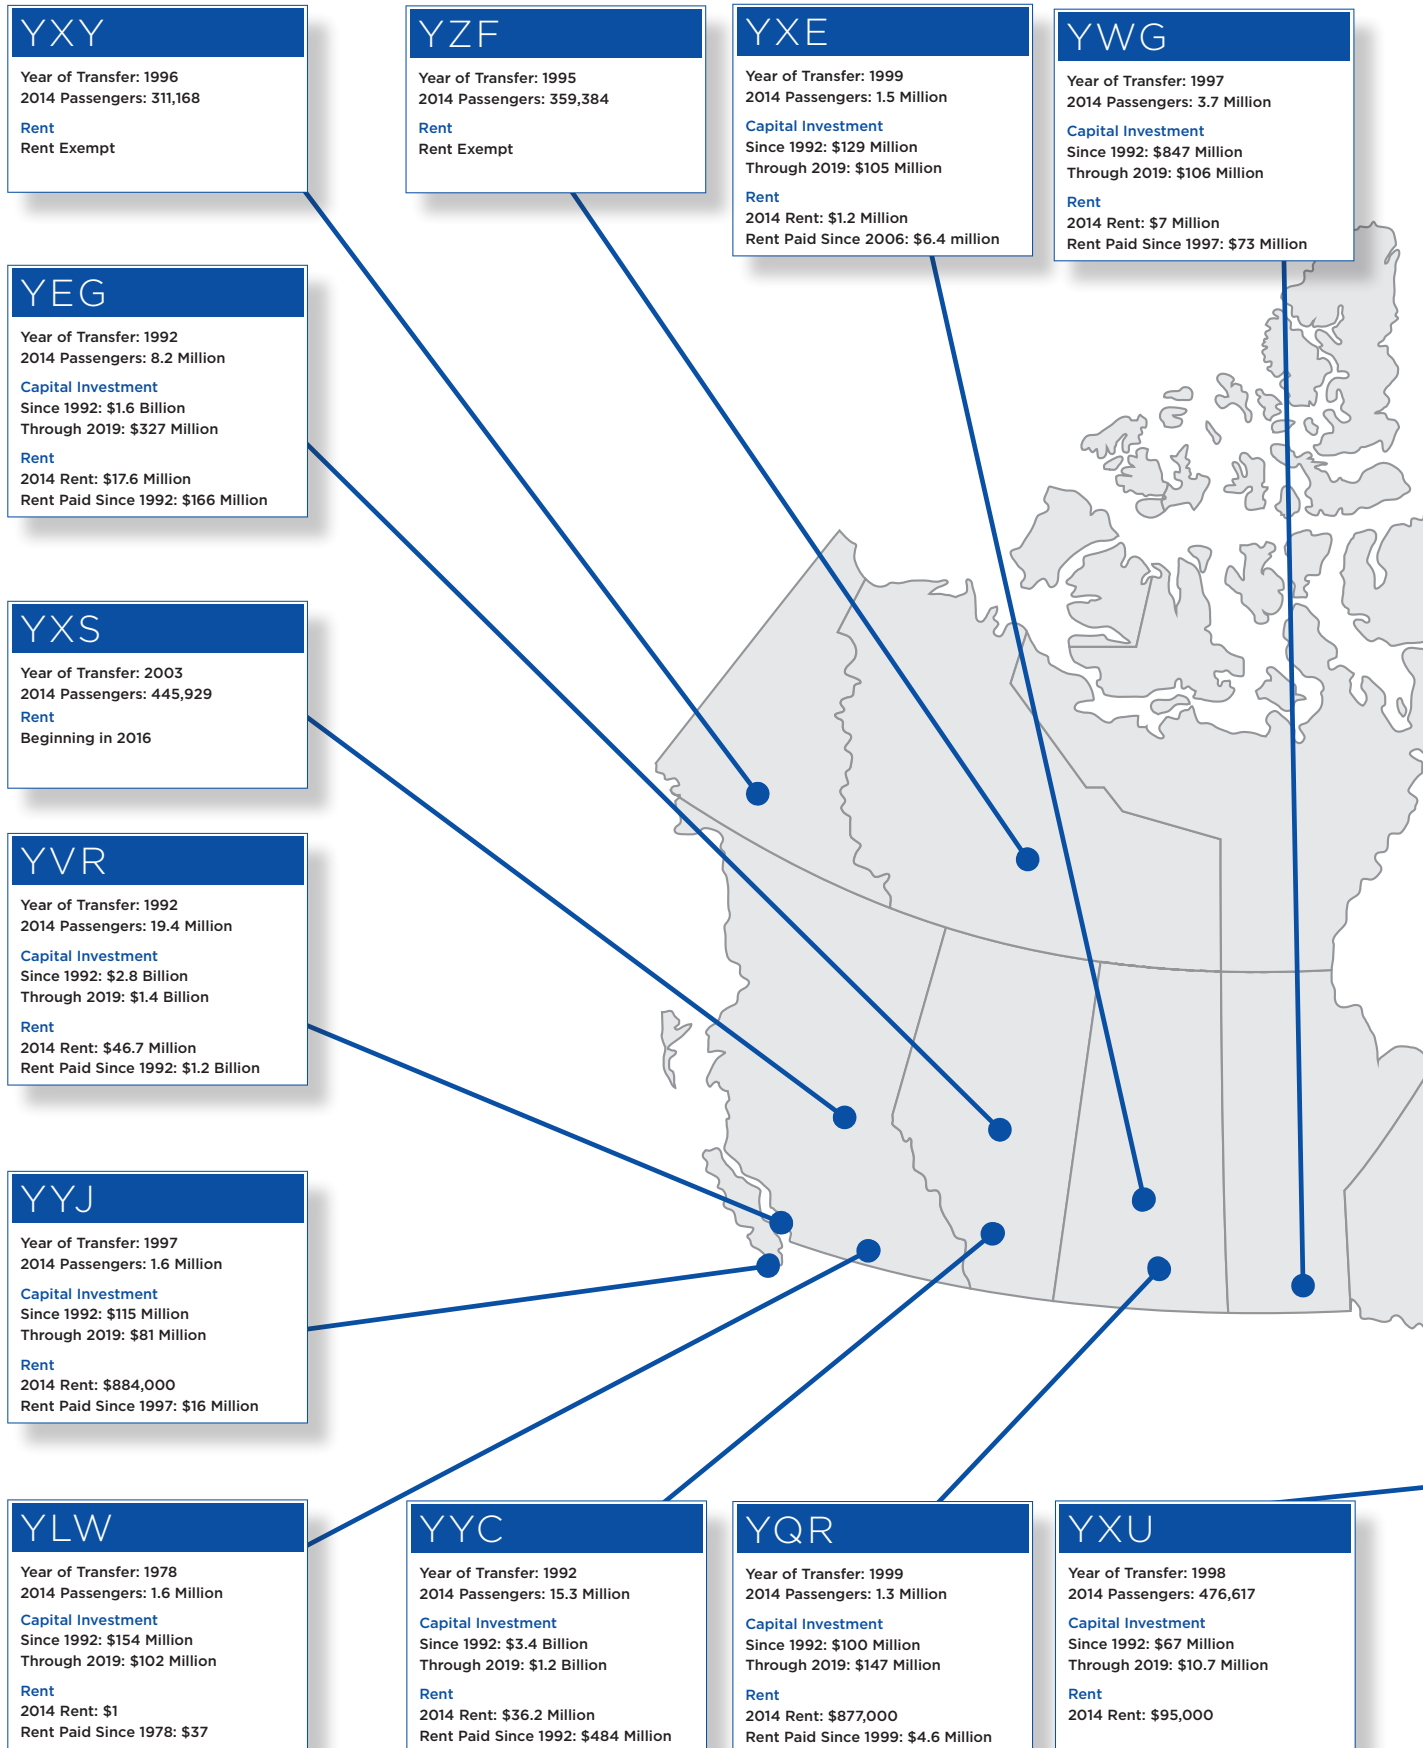 YXY
Year of Transfer: 1996
2014 Passengers: 311,168
Rent
Rent Exempt
YZF
Year of Transfer: 1995
2014 Passengers: 359,384
Rent
Rent Exempt
YXE
Year of Transfer: 1999
2014 Passengers: 1.5 Million
Capital Investment
Since 1992: $129 Million
Through 2019: $105 Million
Rent
2014 Rent: $1.2 Million
Rent Paid Since 2006: $6.4 million
YWG
Year of Transfer: 1997
2014 Passengers: 3.7 Million
Capital Investment
Since 1992: $847 Million
Through 2019: $106 Million
Rent
2014 Rent: $7 Million
Rent Paid Since 1997: $73 Million
YEG
Year of Transfer: 1992
2014 Passengers: 8.2 Million
Capital Investment
Since 1992: $1.6 Billion
Through 2019: $327 Million
Rent
2014 Rent: $17.6 Million
Rent Paid Since 1992: $166 Million
YXS
Year of Transfer: 2003
2014 Passengers: 445,929
Rent
Beginning in 2016
YVR
Year of Transfer: 1992
2014 Passengers: 19.4 Million
Capital Investment
Since 1992: $2.8 Billion
Through 2019: $1.4 Billion
Rent
2014 Rent: $46.7 Million
Rent Paid Since 1992: $1.2 Billion
YYJ
Year of Transfer: 1997
2014 Passengers: 1.6 Million
Capital Investment
Since 1992: $115 Million
Through 2019: $81 Million
Rent
2014 Rent: $884,000
Rent Paid Since 1997: $16 Million
YLW
Year of Transfer: 1978
2014 Passengers: 1.6 Million
Capital Investment
Since 1992: $154 Million
Through 2019: $102 Million
Rent
2014 Rent: $1
Rent Paid Since 1978: $37
YYC
Year of Transfer: 1992
2014 Passengers: 15.3 Million
Capital Investment
Since 1992: $3.4 Billion
Through 2019: $1.2 Billion
Rent
2014 Rent: $36.2 Million
Rent Paid Since 1992: $484 Million
YQR
Year of Transfer: 1999
2014 Passengers: 1.3 Million
Capital Investment
Since 1992: $100 Million
Through 2019: $147 Million
Rent
2014 Rent: $877,000
Rent Paid Since 1999: $4.6 Million
YXU
Year of Transfer: 1998
2014 Passengers: 476,617
Capital Investment
Since 1992: $67 Million
Through 2019: $10.7 Million
Rent
2014 Rent: $95,000